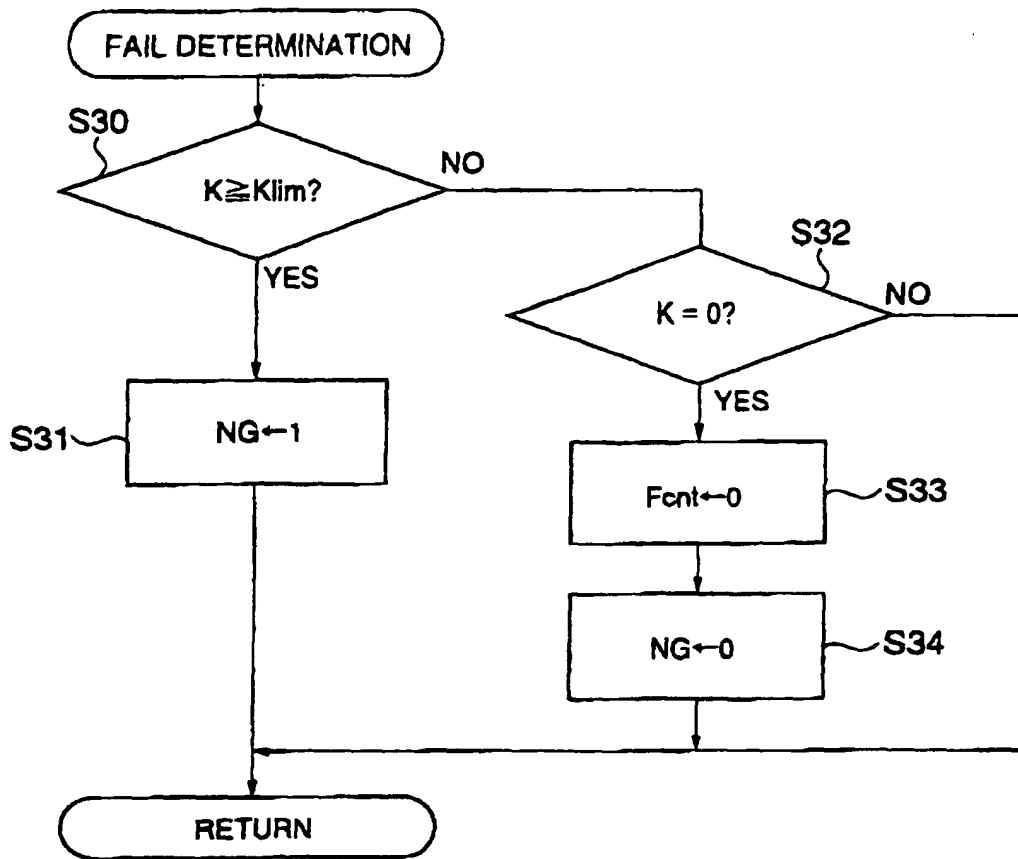 FAIL DETERMINATION
S30
K≧Klim?
NO
YES
S32
K = 0?
NO
YES
S31
NG←1
Fcnt←0
S33
NG←0
S34
RETURN